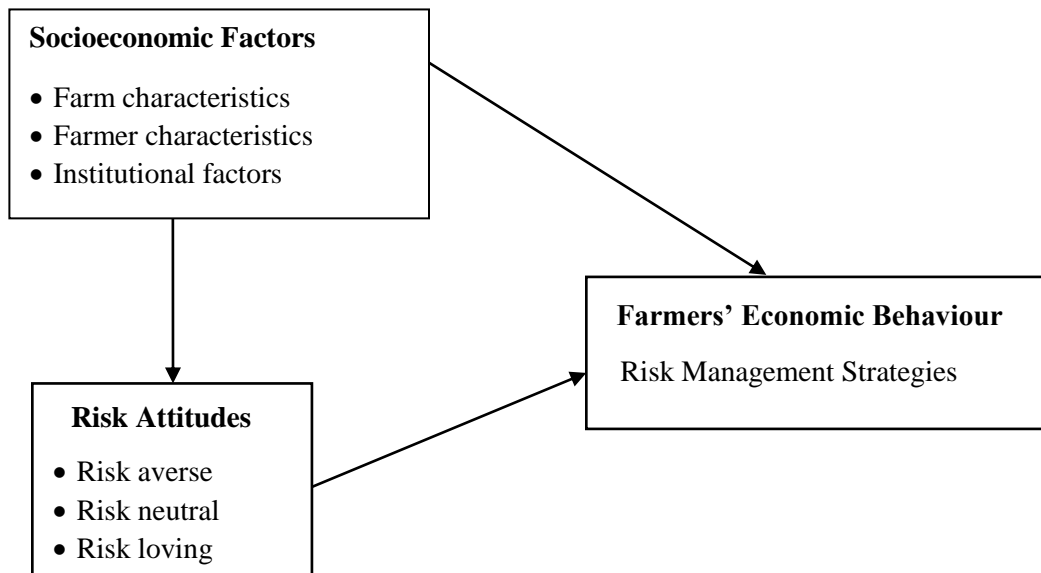 Socioeconomic Factors
• Farm characteristics
• Farmer characteristics
• Institutional factors
Farmers’ Economic Behaviour
Risk Management Strategies
Risk Attitudes
• Risk averse
• Risk neutral
• Risk loving